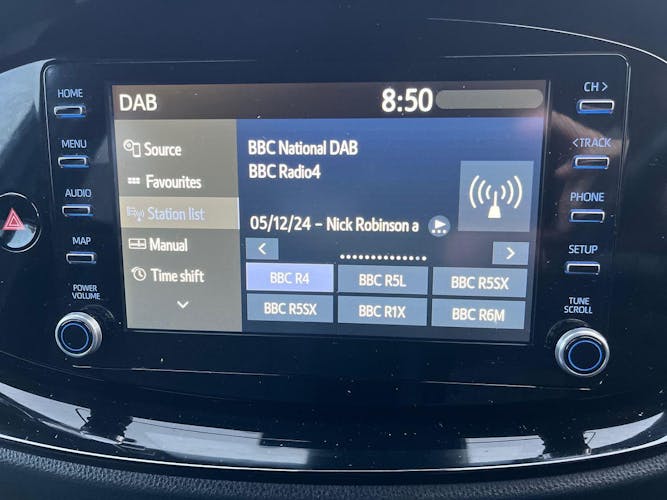 HOME
MENU
AUDIO
MAP
POWER
VOLUME
DAB
8:50
Source
Favourites
Station list
Manual
Time shift
BBC National DAB
BBC Radio4
05/12/24 – Nick Robinson a
BBC R4
BBC R5L
BBC R5SX
BBC R5SX
BBC R1X
BBC R6M
CH >
< TRACK
PHONE
SETUP
TUNE
SCROLL